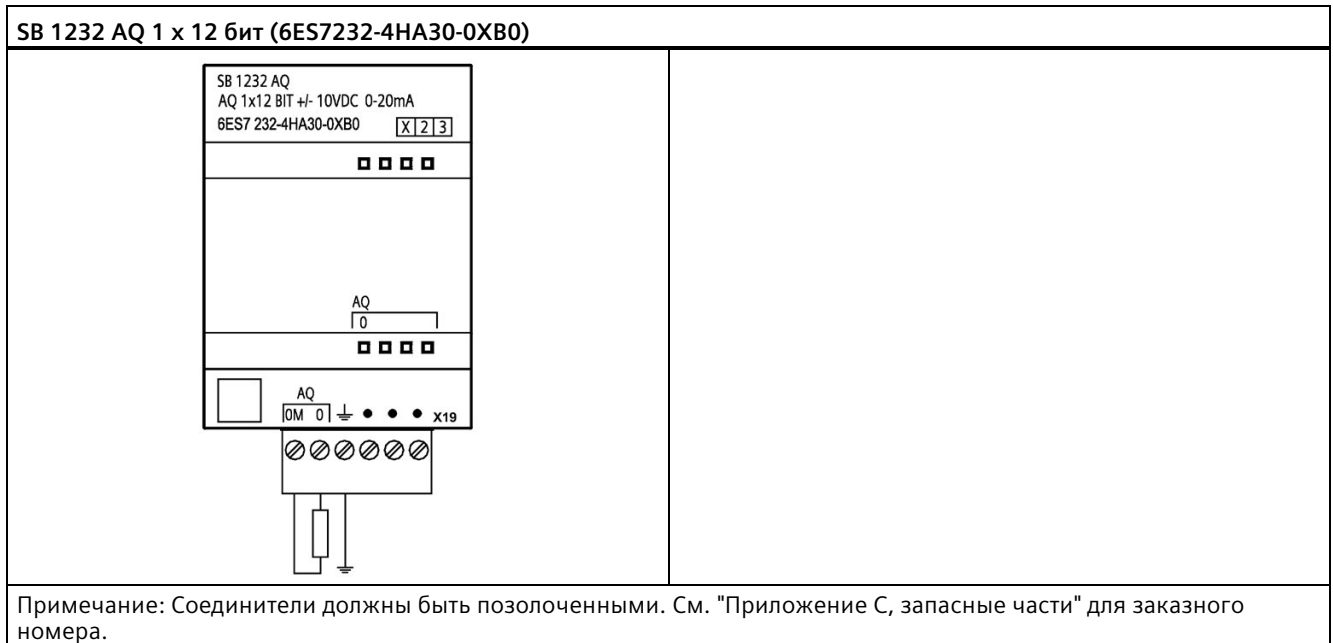 SB 1232 AQ 1 x 12 бит (6ES7232-4HA30-0XB0)
SB 1232 AQ
AQ 1x12 BIT +/- 10VDC 0-20mA
6ES7 232-4HA30-0XB0 X 2 3
AQ
0
AQ
0M 0 X19
Примечание: Соединители должны быть позолоченными. См. "Приложение C, запасные части" для заказного
номера.